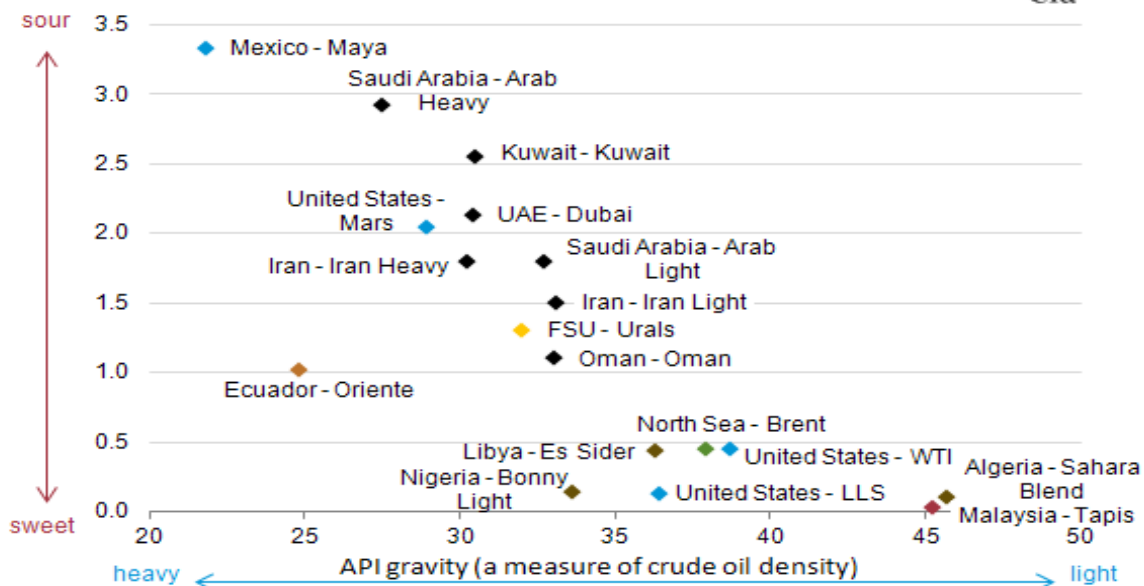 sour
3.5
Mexico - Maya
Saudi Arabia - Arab
Heavy
3.0
Kuwait - Kuwait
2.5
United States -
Mars
UAE - Dubai
2.0
Saudi Arabia - Arab
Light
Iran - Iran Heavy
1.5
Iran - Iran Light
FSU - Urals
Oman - Oman
1.0
Ecuador - Oriente
North Sea - Brent
0.5
Libya - Es Sider
United States - WTI
Algeria - Sahara
Blend
Nigeria - Bonny
Light
United States - LLS
Malaysia - Tapis
0.0
sweet
20 25 30 35 40 45 50
heavy
API gravity (a measure of crude oil density)
light